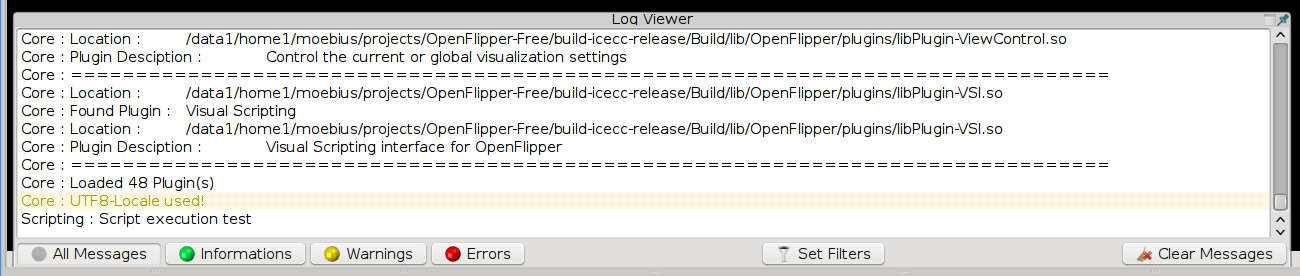 Log Viewer
Core : Location : /data1/home1/moebius/projects/OpenFlipper-Free/build-icecc-release/Build/lib/OpenFlipper/plugins/libPlugin-ViewControl.so
Core : Plugin Desciption : Control the current or global visualization settings
Core : ================================================================================
Core : Location : /data1/home1/moebius/projects/OpenFlipper-Free/build-icecc-release/Build/lib/OpenFlipper/plugins/libPlugin-VSI.so
Core : Found Plugin : Visual Scripting
Core : Location : /data1/home1/moebius/projects/OpenFlipper-Free/build-icecc-release/Build/lib/OpenFlipper/plugins/libPlugin-VSI.so
Core : Plugin Desciption : Visual Scripting interface for OpenFlipper
Core : ================================================================================
Core : Loaded 48 Plugin(s)
Core : UTF8-Locale used!
Scripting : Script execution test
All Messages Informations Warnings Errors Set Filters Clear Messages